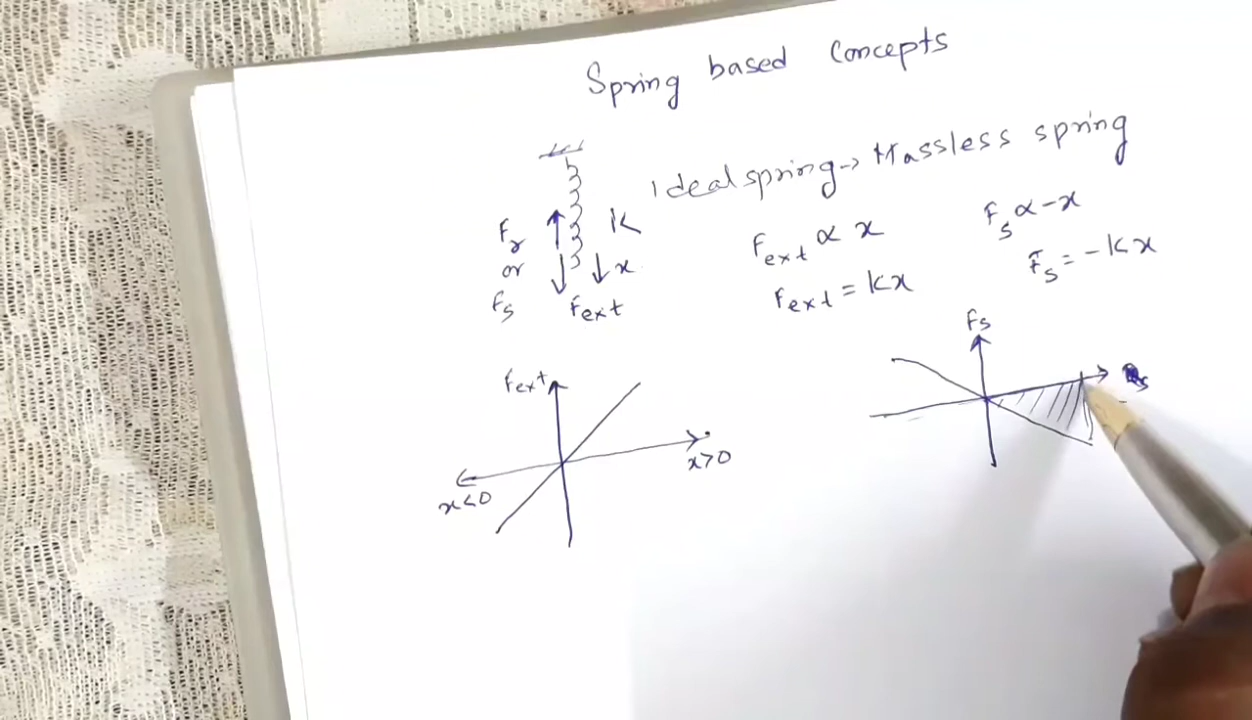 Spring based concepts
Ideal spring → Massless spring
Fr
or
Fs
K
x
Fext
Fext ∝ x
Fext = Kx
Fs ∝ -x
Fs = -Kx
Fext
x>0
x<0
Fs